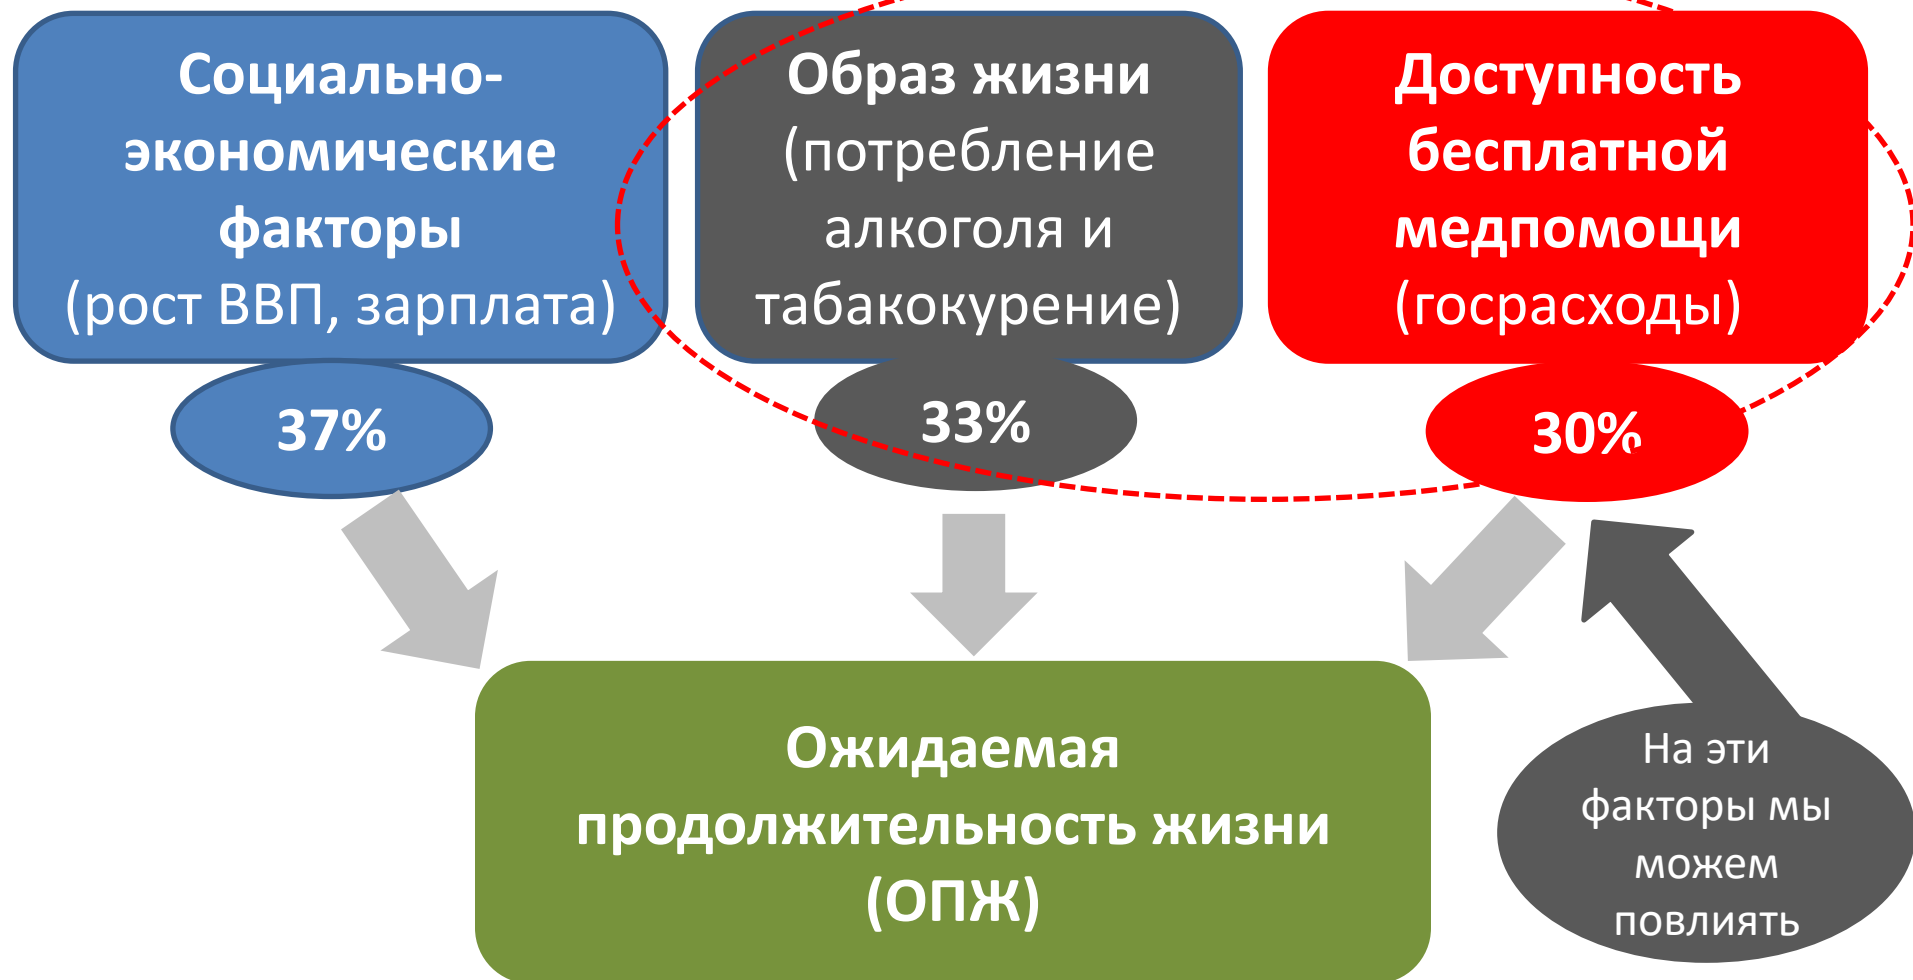 Социально-
экономические
факторы
(рост ВВП, зарплата)
37%
Образ жизни
(потребление
алкоголя и
табакокурение)
33%
Доступность
бесплатной
медпомощи
(госрасходы)
30%
Ожидаемая
продолжительность жизни
(ОПЖ)
На эти
факторы мы
можем
повлиять